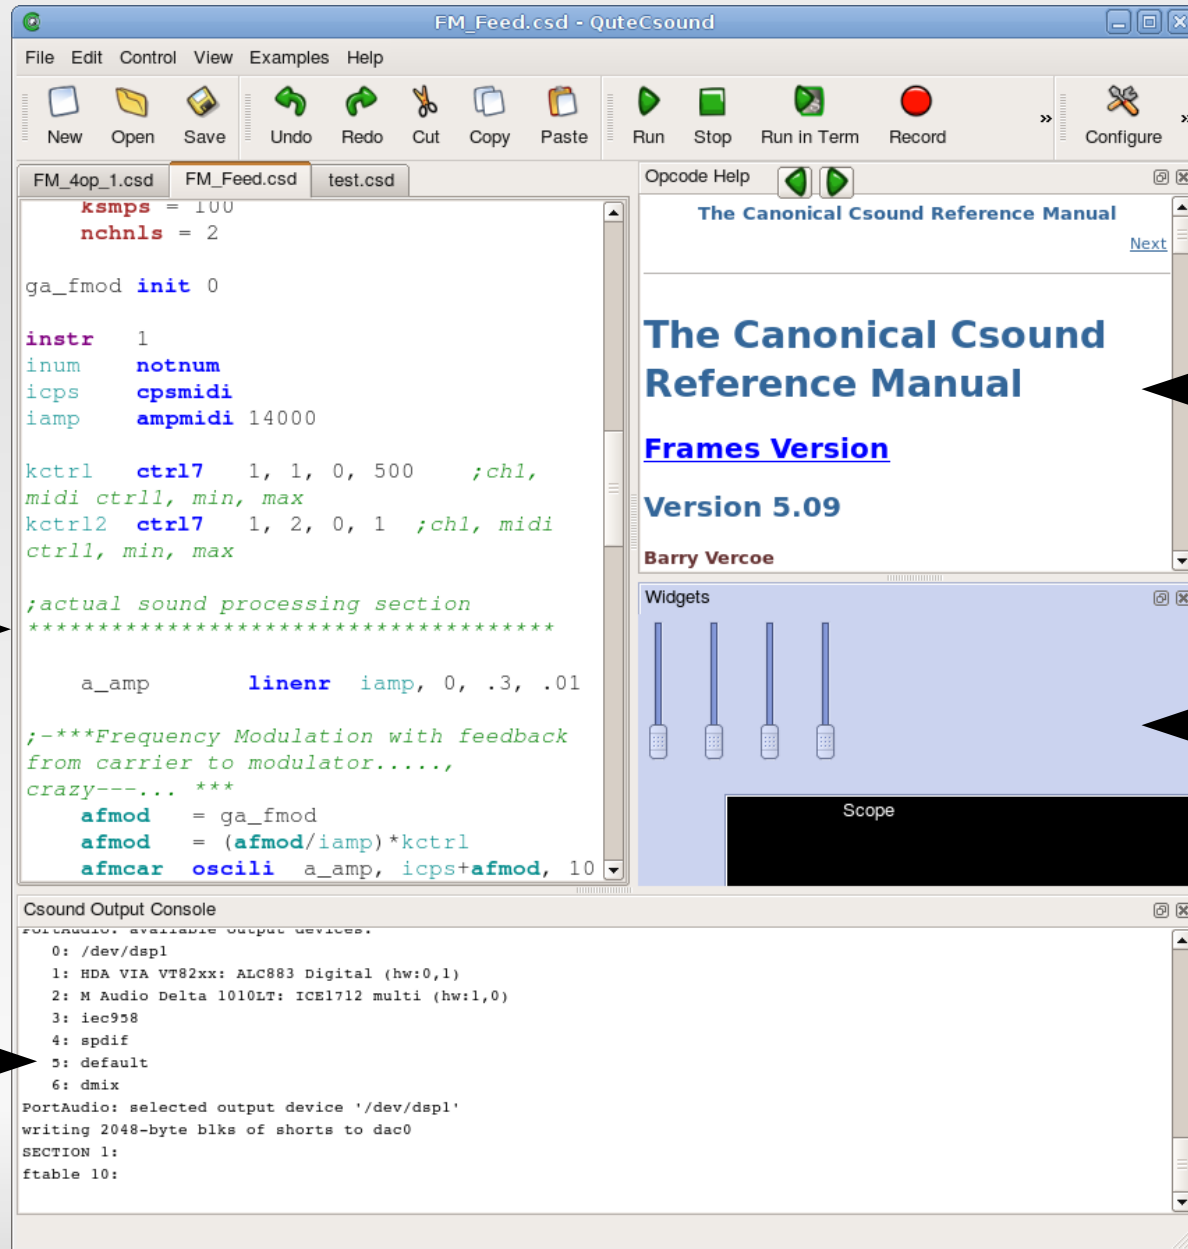 FM_Feed.csd - QuteCsound
File Edit Control View Examples Help
New Open Save Undo Redo Cut Copy Paste Run Stop Run in Term Record » Configure »
FM_4op_1.csd FM_Feed.csd test.csd
ksmps = 100
nchnls = 2
ga_fmod init 0
instr 1
inum notnum
icps cpsmidi
iamp ampmidi 14000
kctrl ctrl7 1, 1, 0, 500 ;ch1,
midi ctrl1, min, max
kctrl2 ctrl7 1, 2, 0, 1 ;ch1, midi
ctrl1, min, max
;actual sound processing section
**************************************
a_amp linenr iamp, 0, .3, .01
;-***Frequency Modulation with feedback
from carrier to modulator.....,
crazy---... ***
afmod = ga_fmod
afmod = (afmod/iamp)*kctrl
afmcar oscili a_amp, icps+afmod, 10
Opcode Help
The Canonical Csound Reference Manual
Next
The Canonical Csound
Reference Manual
Frames Version
Version 5.09
Barry Vercoe
Widgets
Scope
Csound Output Console
PortAudio: available output devices:
0: /dev/dsp1
1: HDA VIA VT82xx: ALC883 Digital (hw:0,1)
2: M Audio Delta 1010LT: ICE1712 multi (hw:1,0)
3: iec958
4: spdif
5: default
6: dmix
PortAudio: selected output device '/dev/dsp1'
writing 2048-byte blks of shorts to dac0
SECTION 1:
ftable 10: